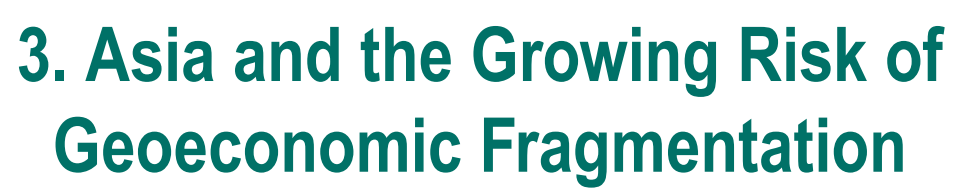 3. Asia and the Growing Risk of
Geoeconomic Fragmentation